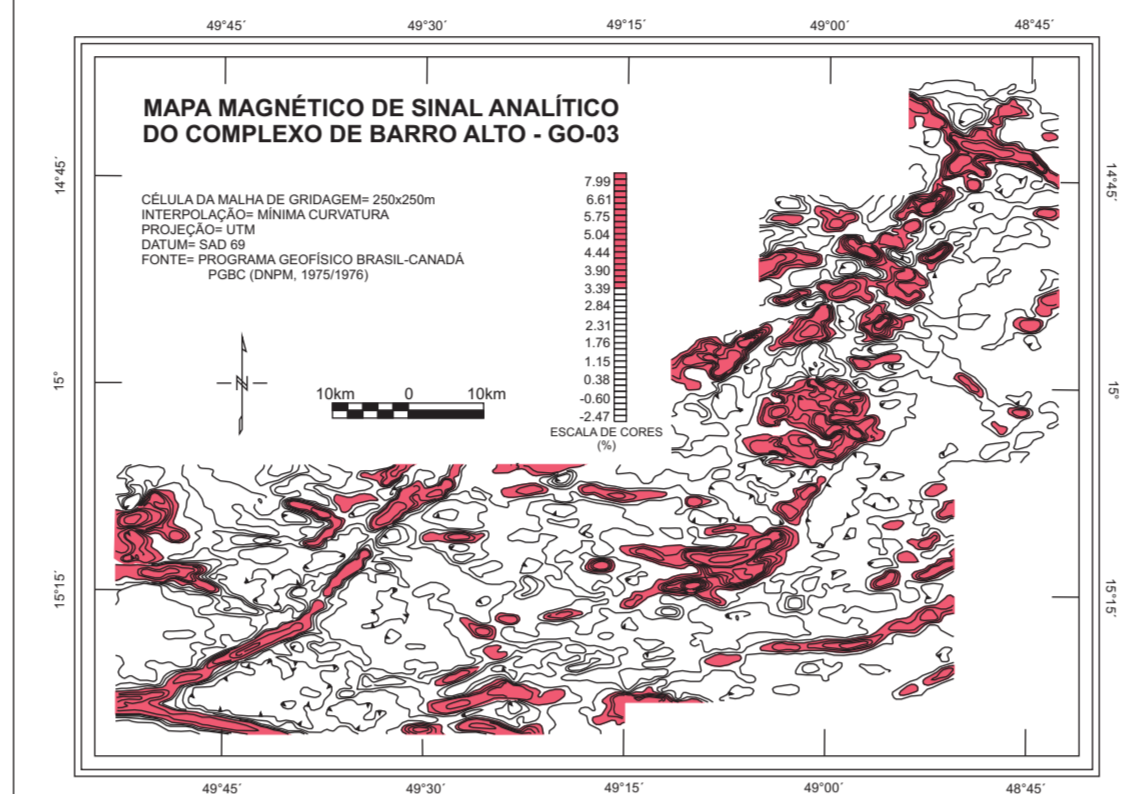 49°45´ 49°30´ 49°15´ 49°00´ 48°45´
MAPA MAGNÉTICO DE SINAL ANALÍTICO
DO COMPLEXO DE BARRO ALTO - GO-03
14°45´
14°45´
CÉLULA DA MALHA DE GRIDAGEM= 250x250m
INTERPOLAÇÃO= MÍNIMA CURVATURA
PROJEÇÃO= UTM
DATUM= SAD 69
FONTE= PROGRAMA GEOFÍSICO BRASIL-CANADÁ
PGBC (DNPM, 1975/1976)
7.99
6.61
5.75
5.04
4.44
3.90
3.39
2.84
2.31
1.76
1.15
0.38
-0.60
-2.47
ESCALA DE CORES
(%)
N
10km 0 10km
15°
15°
15°15´
15°15´
49°45´ 49°30´ 49°15´ 49°00´ 48°45´